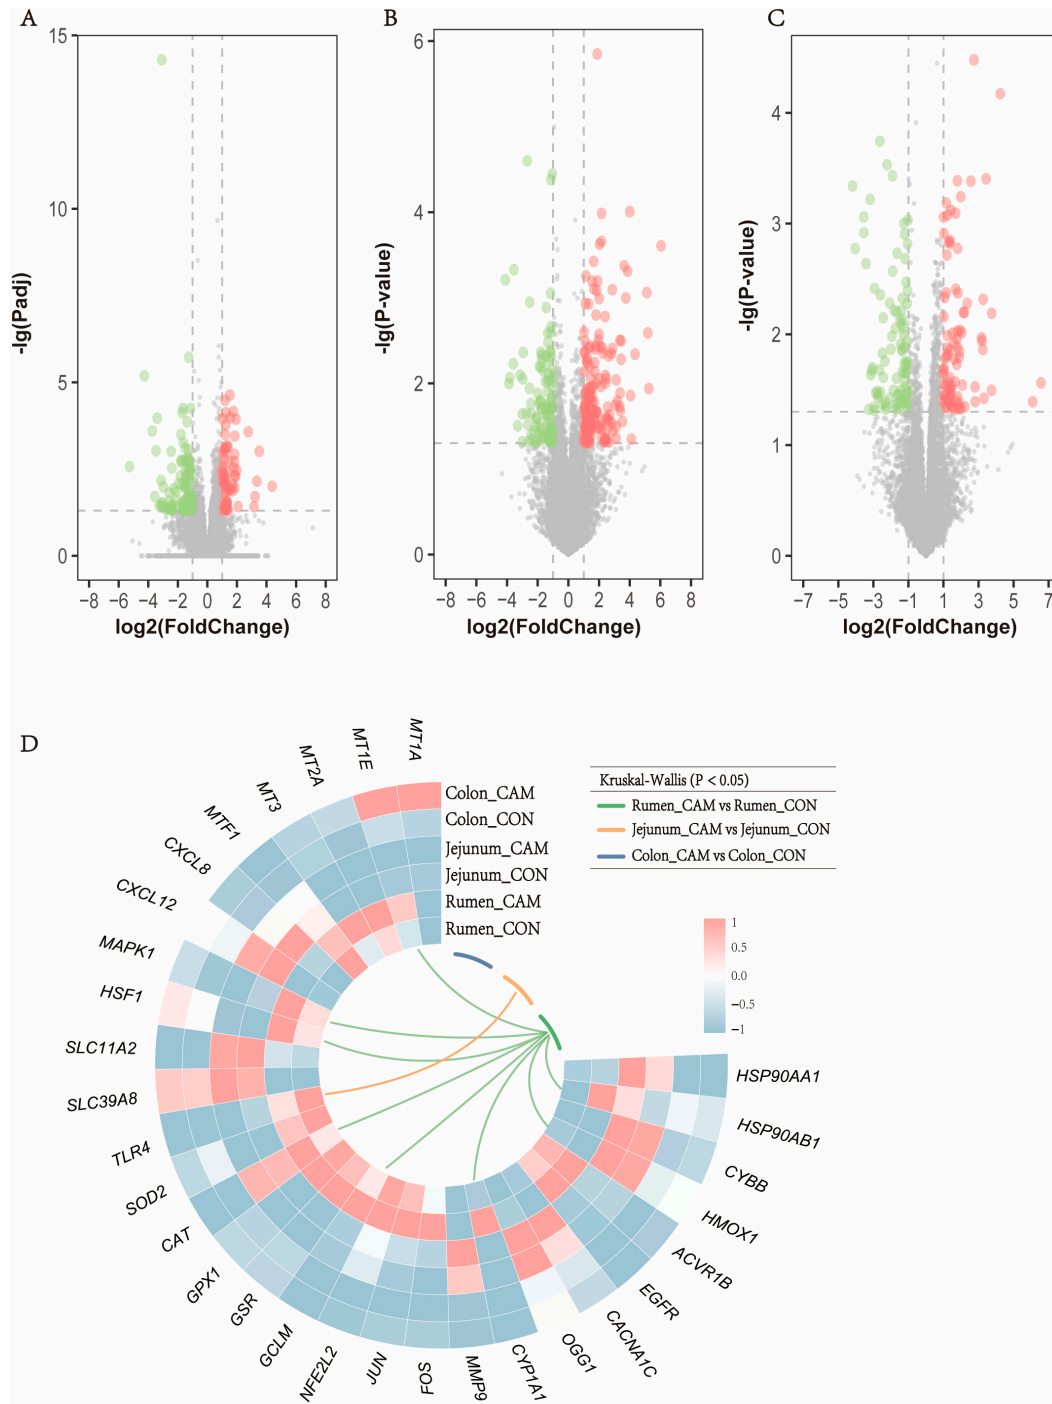 A
B
C
15
10
5
0
-lg(Padj)
−8 −6 −4 −2 0 2 4 6 8
log2(FoldChange)
6
4
2
0
-lg(P-value)
−8 −6 −4 −2 0 2 4 6 8
log2(FoldChange)
4
3
2
1
0
-lg(P-value)
−7 −5 −3 −1 1 3 5 7
log2(FoldChange)
D
MT1A
MT1E
MT2A
MT3
MTF1
CXCL8
CXCL12
MAPK1
HSF1
SLC11A2
SLC39A8
TLR4
SOD2
CAT
GPX1
GSR
GCLM
NFE2L2
JUN
FOS
MMP9
CYP1A1
OGG1
CACNA1C
EGFR
ACVR1B
HMOX1
CYBB
HSP90AB1
HSP90AA1
Colon_CAM
Colon_CON
Jejunum_CAM
Jejunum_CON
Rumen_CAM
Rumen_CON
Kruskal-Wallis (P < 0.05)
Rumen_CAM vs Rumen_CON
Jejunum_CAM vs Jejunum_CON
Colon_CAM vs Colon_CON
1
0.5
0.0
−0.5
−1